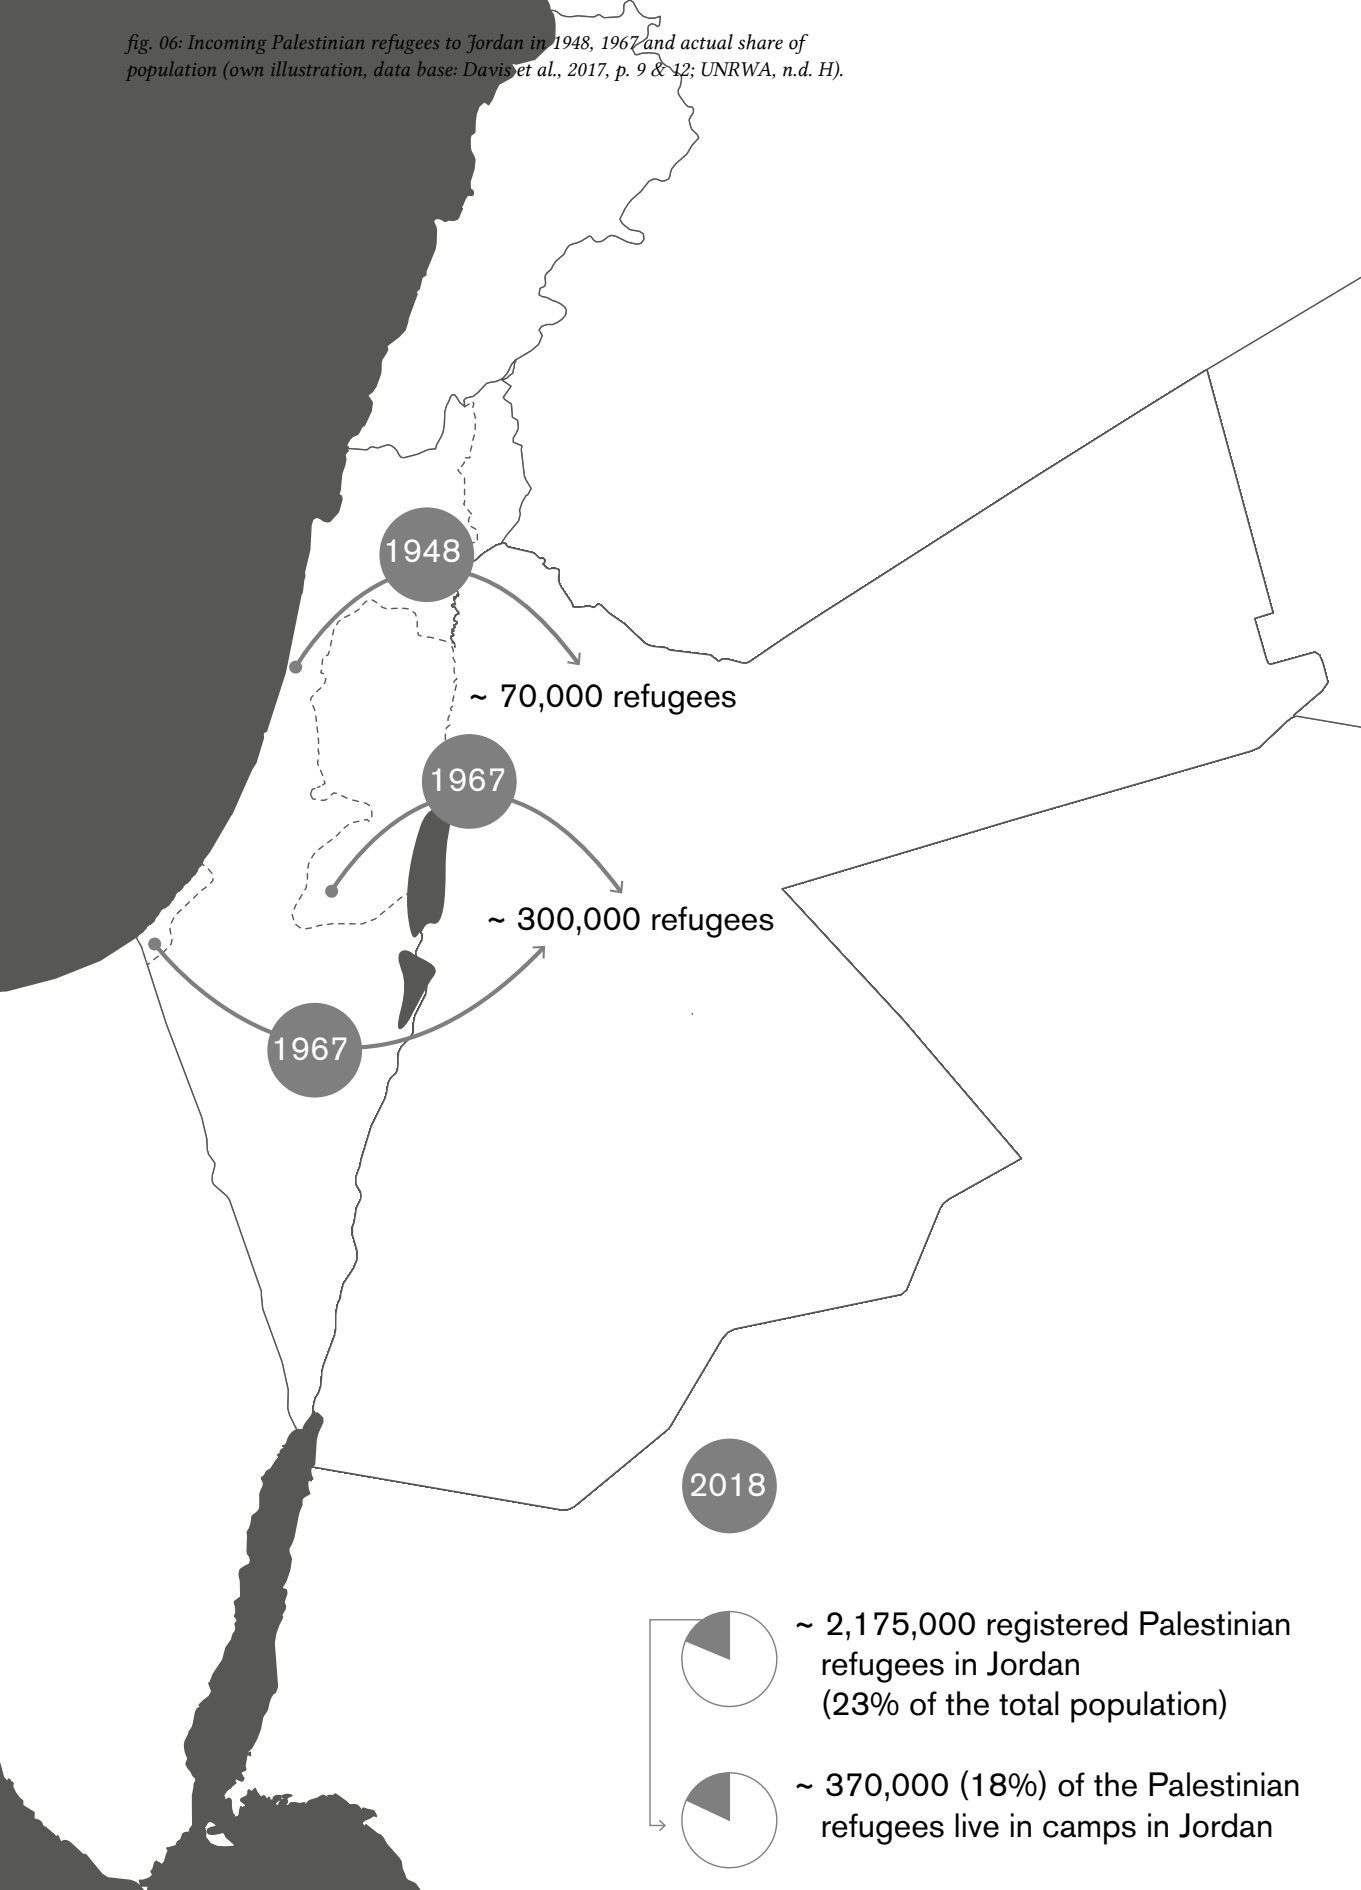 fig. 06: Incoming Palestinian refugees to Jordan in 1948, 1967 and actual share of
population (own illustration, data base: Davis et al., 2017, p. 9 & 12; UNRWA, n.d. H).
1948
~ 70,000 refugees
1967
~ 300,000 refugees
1967
2018
~ 2,175,000 registered Palestinian
refugees in Jordan
(23% of the total population)
~ 370,000 (18%) of the Palestinian
refugees live in camps in Jordan